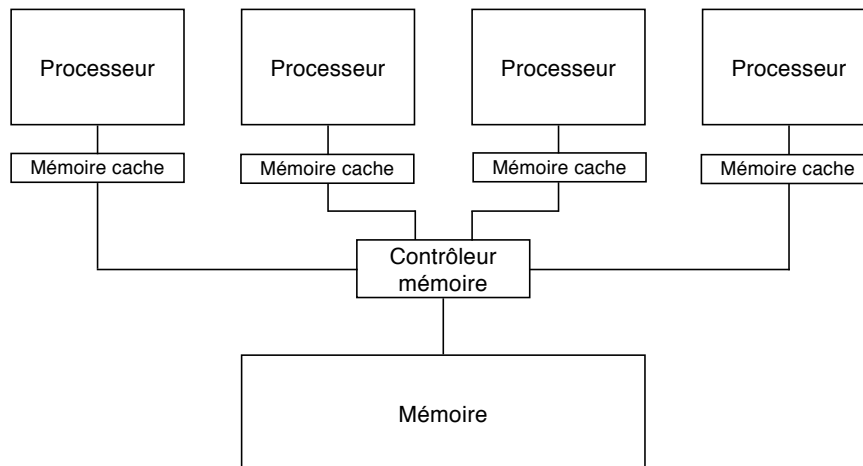 Processeur
Processeur
Processeur
Processeur
Mémoire cache
Mémoire cache
Mémoire cache
Mémoire cache
Contrôleur
mémoire
Mémoire